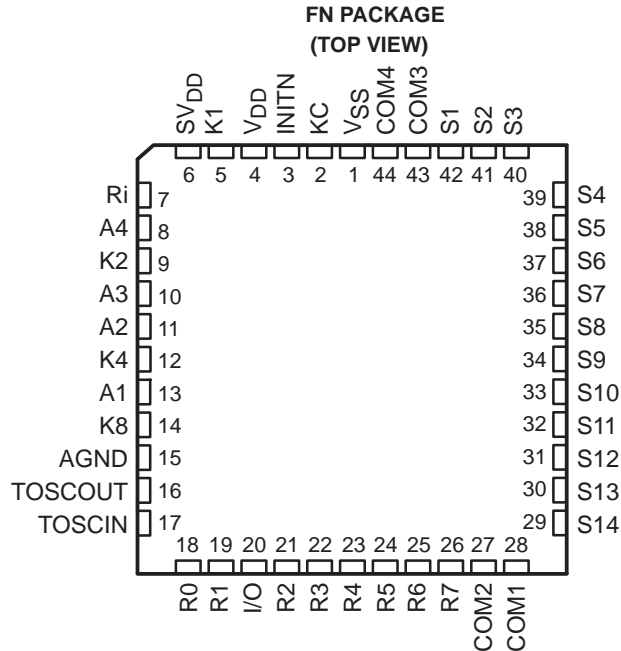 FN PACKAGE
(TOP VIEW)
SVDD K1 VDD INITN KC VSS COM4 COM3 S1 S2 S3
6 5 4 3 2 1 44 43 42 41 40
Ri 7 39 S4
A4 8 38 S5
K2 9 37 S6
A3 10 36 S7
A2 11 35 S8
K4 12 34 S9
A1 13 33 S10
K8 14 32 S11
AGND 15 31 S12
TOSCOUT 16 30 S13
TOSCIN 17 29 S14
18 19 20 21 22 23 24 25 26 27 28
R0 R1 I/O R2 R3 R4 R5 R6 R7 COM2 COM1